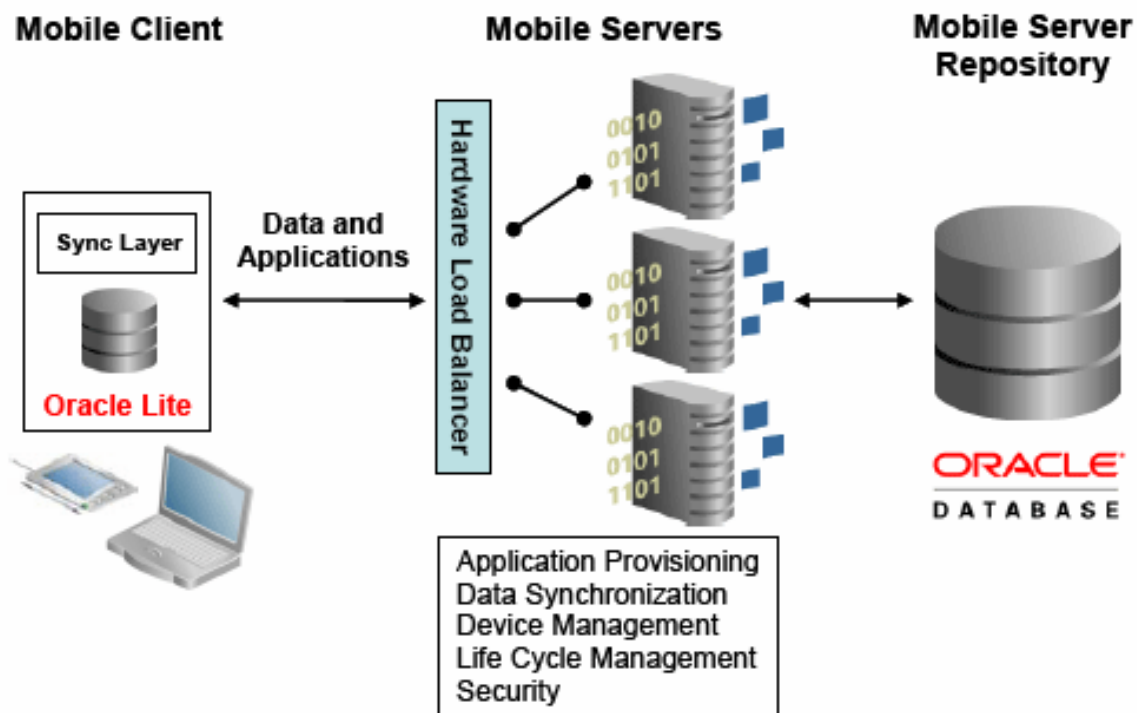 Mobile Client
Mobile Servers
Mobile Server
Repository
Hardware Load Balancer
0010
0101
1101
Sync Layer
Data and
Applications
0010
0101
1101
Oracle Lite
0010
0101
1101
ORACLE
DATABASE
Application Provisioning
Data Synchronization
Device Management
Life Cycle Management
Security